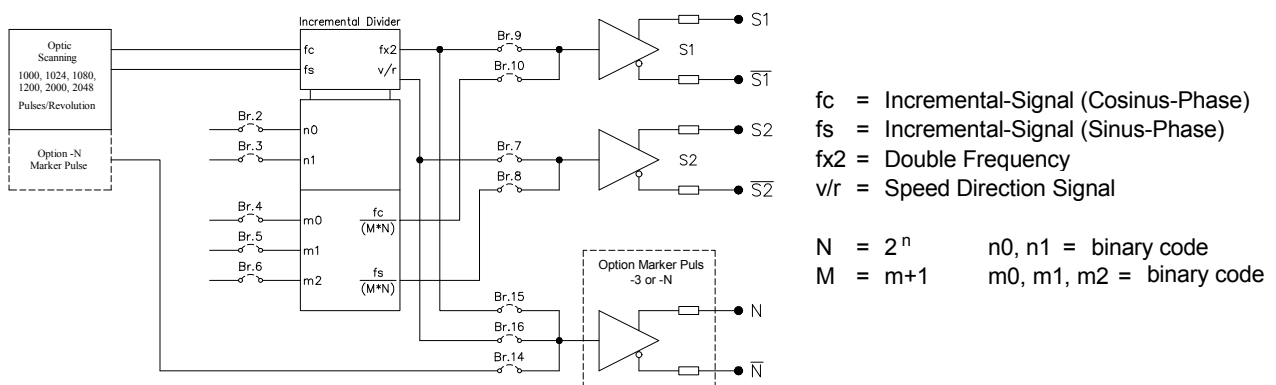 Optic
Scanning
1000, 1024, 1080,
1200, 2000, 2048
Pulses/Revolution
Option -N
Marker Pulse
Incremental Divider
fc
fs
fx2
v/r
Br.2
n0
Br.3
n1
Br.4
m0
Br.5
m1
Br.6
m2
fc
(M*N)
fs
(M*N)
Br.9
Br.10
Br.7
Br.8
Br.15
Br.16
Br.14
S1
S1
S1
S2
S2
S2
Option Marker Puls
-3 or -N
N
N
fc = Incremental-Signal (Cosinus-Phase)
fs = Incremental-Signal (Sinus-Phase)
fx2 = Double Frequency
v/r = Speed Direction Signal
N = 2ⁿ n0, n1 = binary code
M = m+1 m0, m1, m2 = binary code